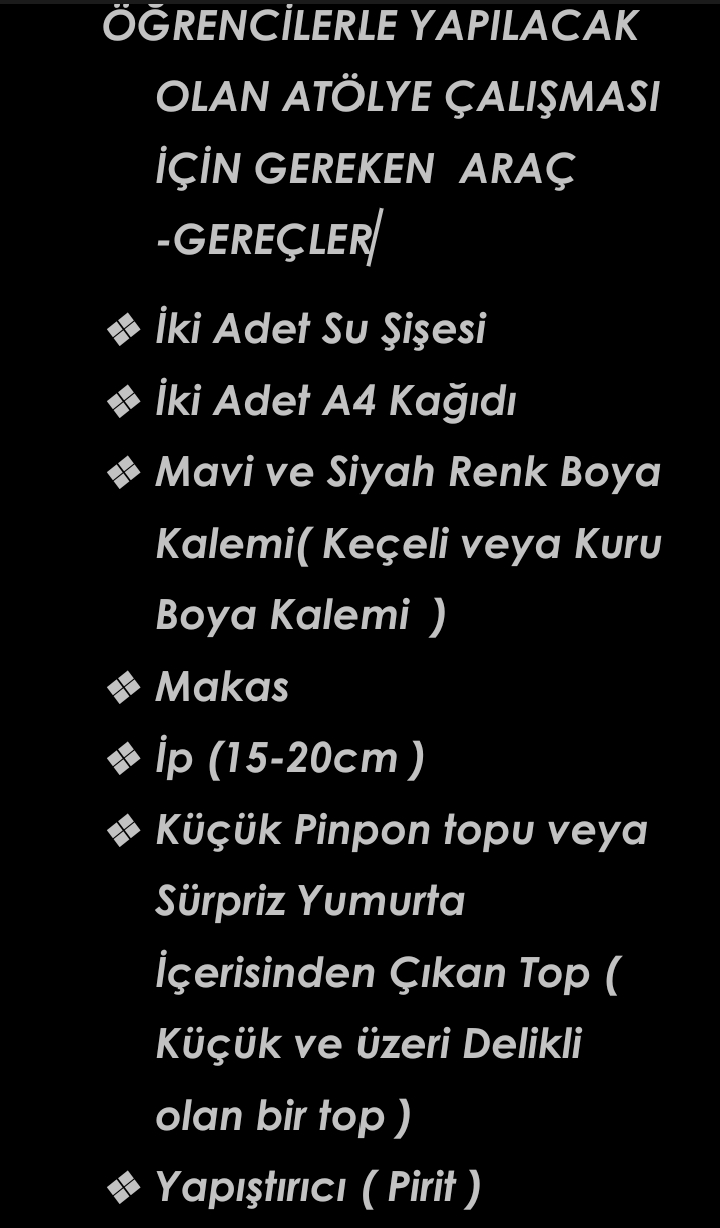 ÖĞRENCİLERLE YAPILACAK
OLAN ATÖLYE ÇALIŞMASI
İÇİN GEREKEN  ARAÇ
-GEREÇLER
❖ İki Adet Su Şişesi
❖ İki Adet A4 Kağıdı
❖ Mavi ve Siyah Renk Boya
Kalemi( Keçeli veya Kuru
Boya Kalemi  )
❖ Makas
❖ İp (15-20cm )
❖ Küçük Pinpon topu veya
Sürpriz Yumurta
İçerisinden Çıkan Top (
Küçük ve üzeri Delikli
olan bir top )
❖ Yapıştırıcı ( Pirit )